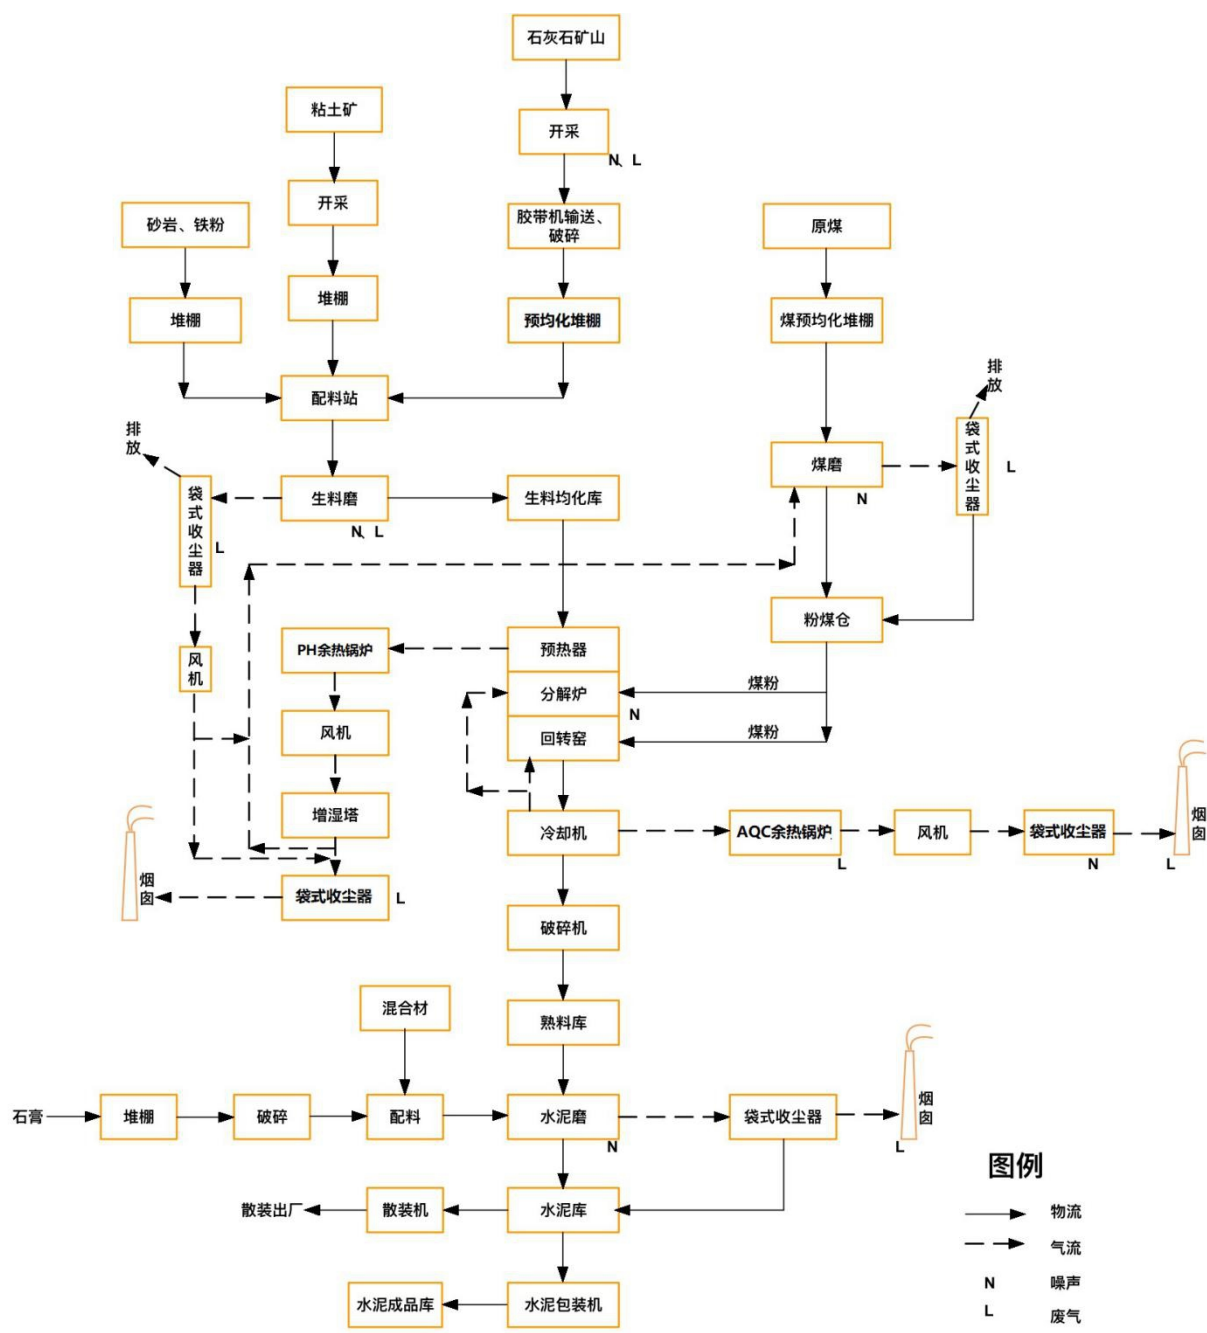 石灰石矿山
粘土矿
开采
N、L
开采
砂岩、铁粉
胶带机输送、
破碎
原煤
堆棚
堆棚
预均化堆棚
煤预均化堆棚
排
放
配料站
排
放
袋
式
收
尘
器
L
煤磨
N
袋
式
收
尘
器
L
生料磨
N、L
生料均化库
粉煤仓
PH余热锅炉
预热器
风
机
分解炉
煤粉
N
风机
回转窑
煤粉
增湿塔
冷却机
AQC余热锅炉
L
风机
袋式收尘器
N
烟
囱
L
烟
囱
袋式收尘器
L
破碎机
混合材
熟料库
石膏
堆棚
破碎
配料
水泥磨
N
袋式收尘器
烟
囱
L
散装出厂
散装机
水泥库
水泥成品库
水泥包装机
图例
物流
气流
N
噪声
L
废气